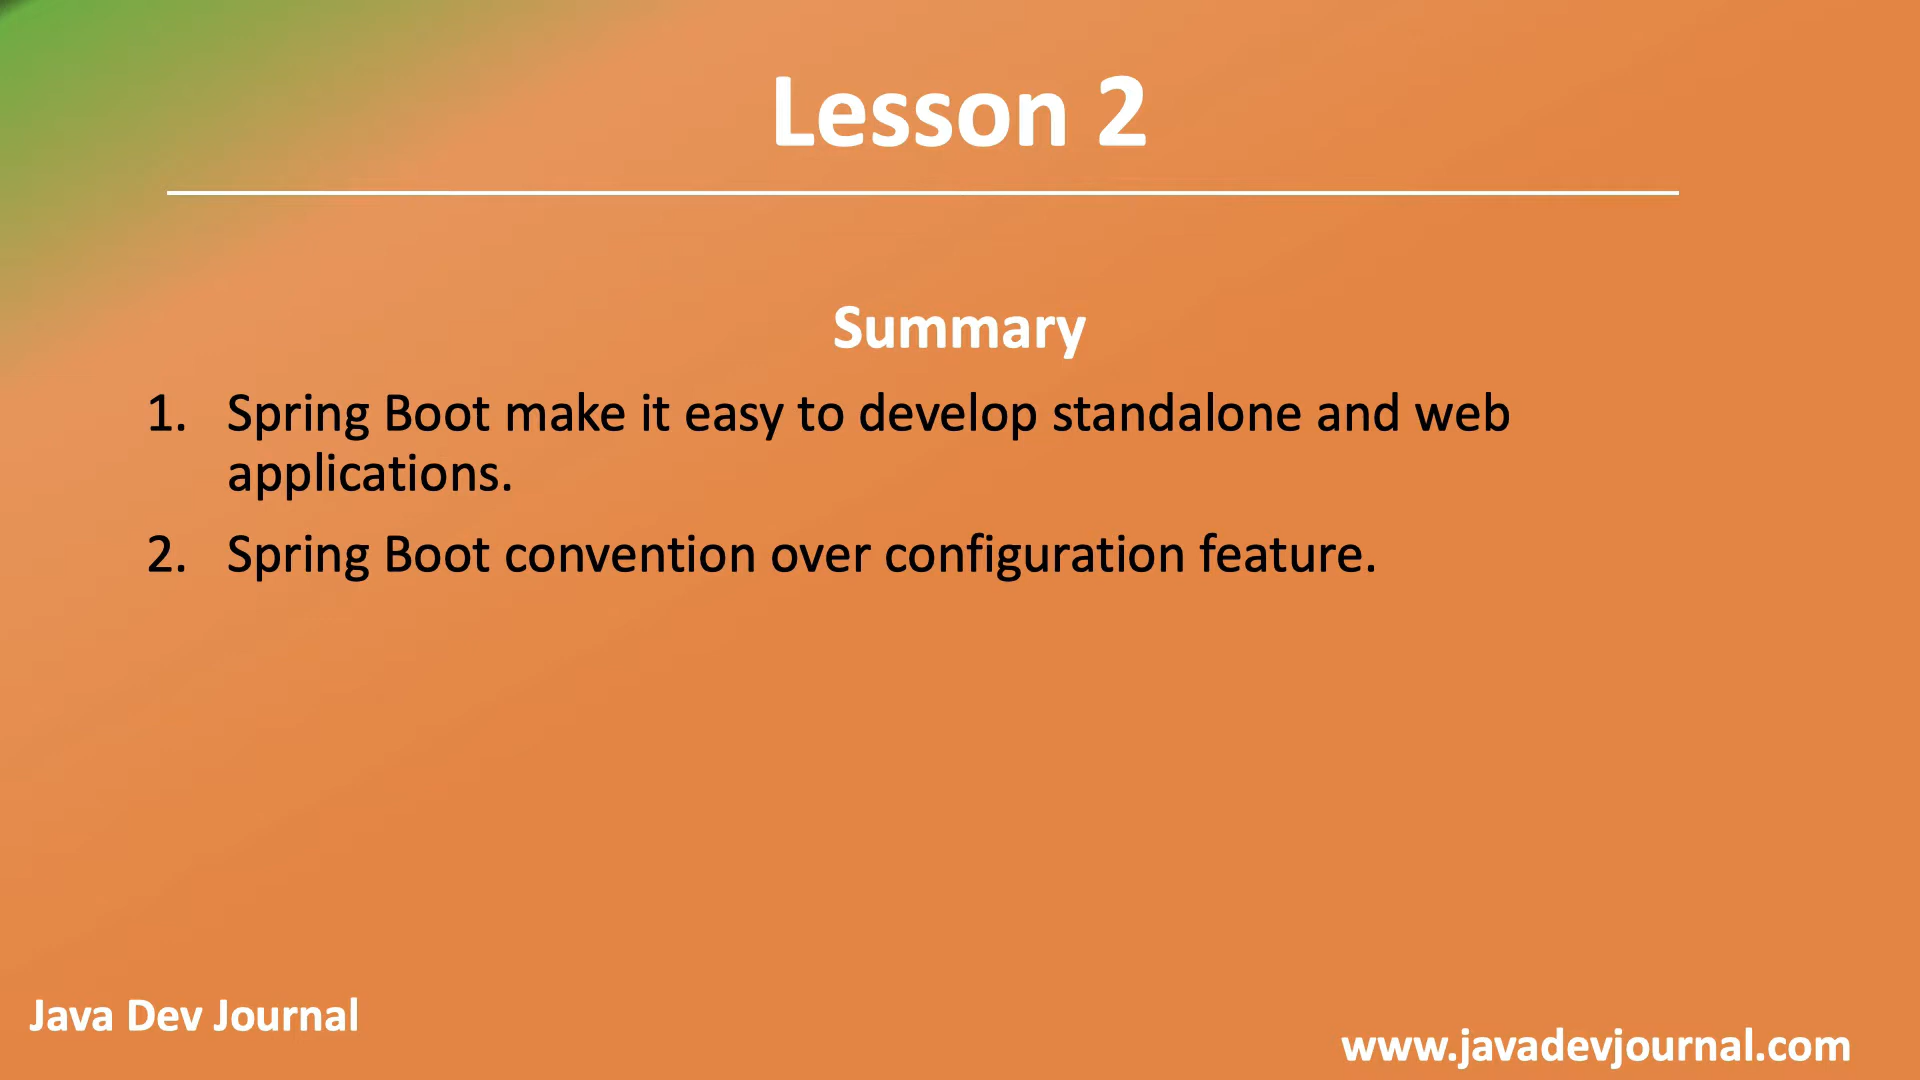 Lesson 2
Summary
1. Spring Boot make it easy to develop standalone and web
applications.
2. Spring Boot convention over configuration feature.
Java Dev Journal
www.javadevjournal.com